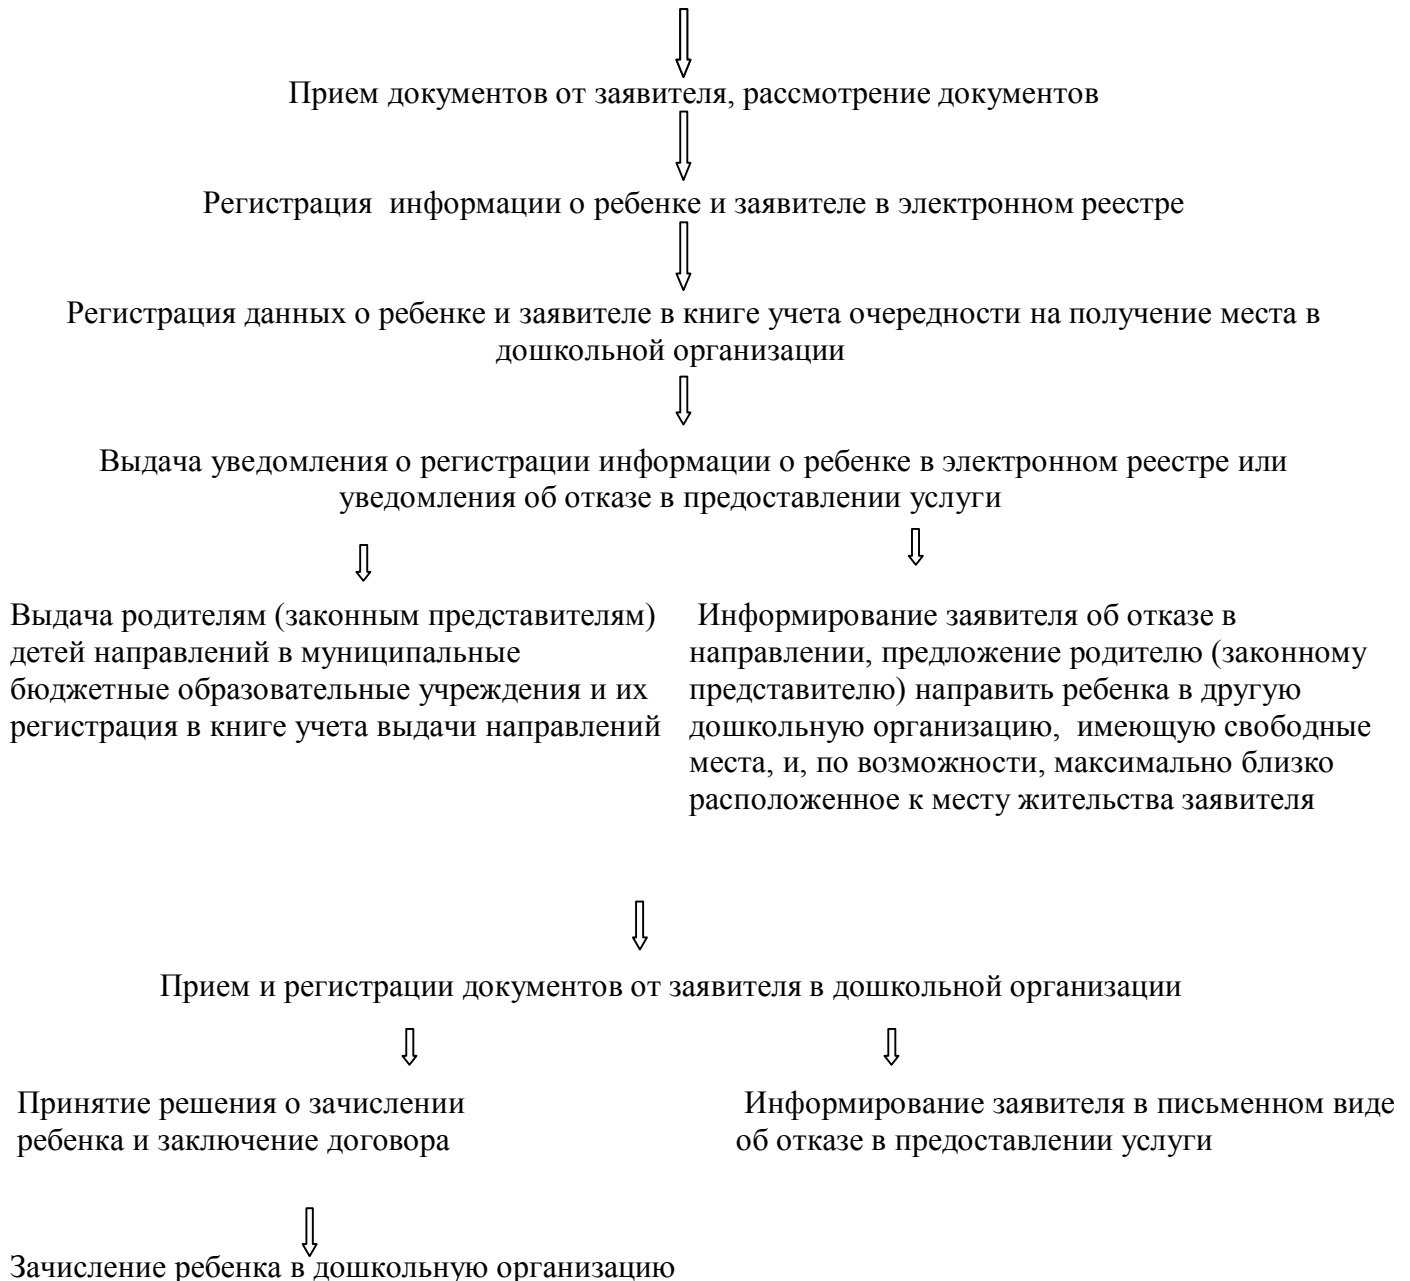 Прием документов от заявителя, рассмотрение документов
Регистрация  информации о ребенке и заявителе в электронном реестре
Регистрация данных о ребенке и заявителе в книге учета очередности на получение места в
дошкольной организации
Выдача уведомления о регистрации информации о ребенке в электронном реестре или
уведомления об отказе в предоставлении услуги
Выдача родителям (законным представителям)
детей направлений в муниципальные
бюджетные образовательные учреждения и их
регистрация в книге учета выдачи направлений
Информирование заявителя об отказе в
направлении, предложение родителю (законному
представителю) направить ребенка в другую
дошкольную организацию,  имеющую свободные
места, и, по возможности, максимально близко
расположенное к месту жительства заявителя
Прием и регистрации документов от заявителя в дошкольной организации
Принятие решения о зачислении
ребенка и заключение договора
Информирование заявителя в письменном виде
об отказе в предоставлении услуги
Зачисление ребенка в дошкольную организацию